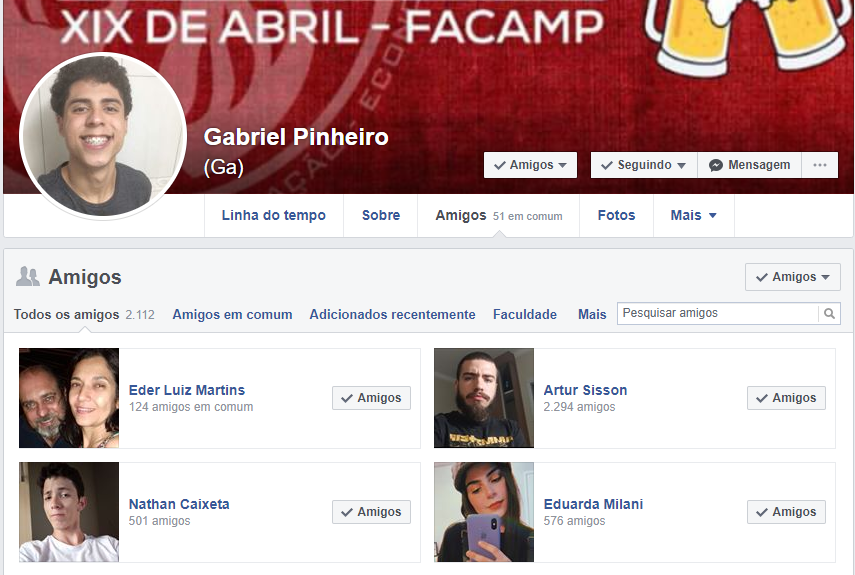 XIX DE ABRIL - FACAMP
Gabriel Pinheiro
(Ga)
Amigos
Seguindo
Mensagem
Linha do tempo
Sobre
Amigos 51 em comum
Fotos
Mais
Amigos
Amigos
Todos os amigos 2.112
Amigos em comum
Adicionados recentemente
Faculdade
Mais
Pesquisar amigos
Eder Luiz Martins
124 amigos em comum
Amigos
Artur Sisson
2.294 amigos
Amigos
Nathan Caixeta
501 amigos
Amigos
Eduarda Milani
576 amigos
Amigos